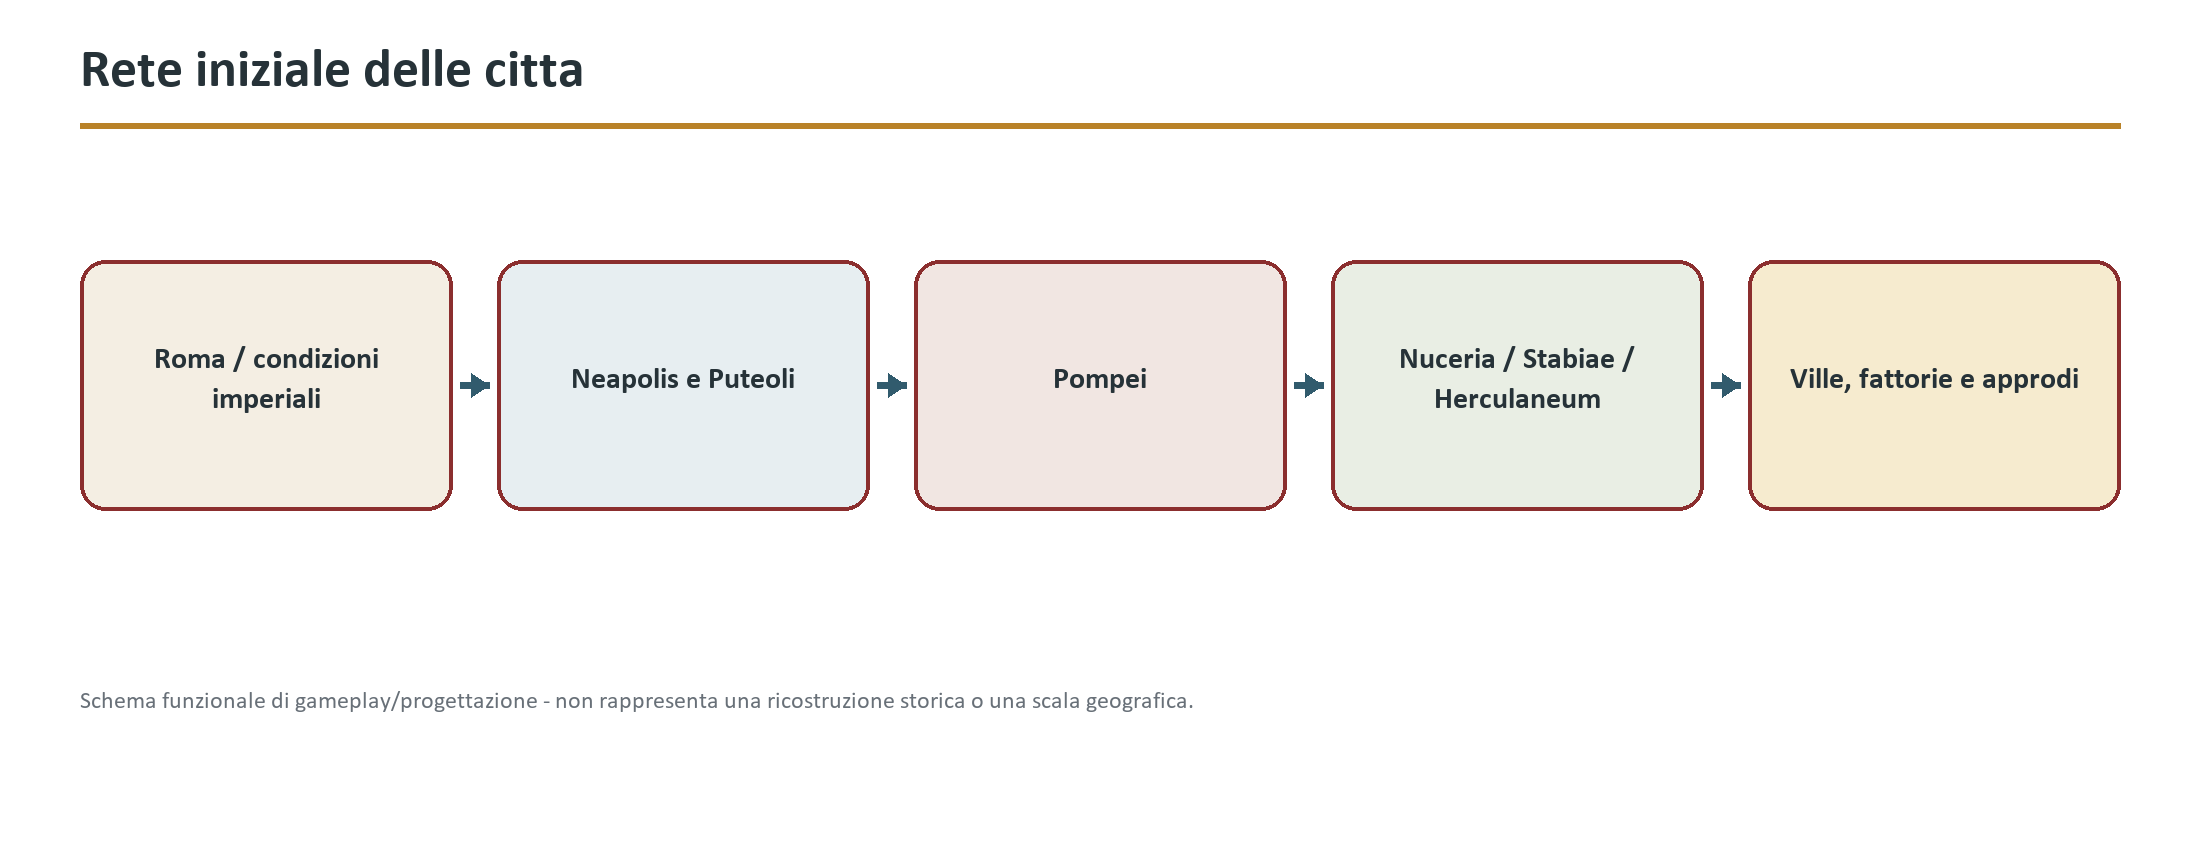 Rete iniziale delle citta
Roma / condizioni
imperiali
Neapolis e Puteoli
Pompei
Nuceria / Stabiae /
Herculaneum
Ville, fattorie e approdi
Schema funzionale di gameplay/progettazione - non rappresenta una ricostruzione storica o una scala geografica.